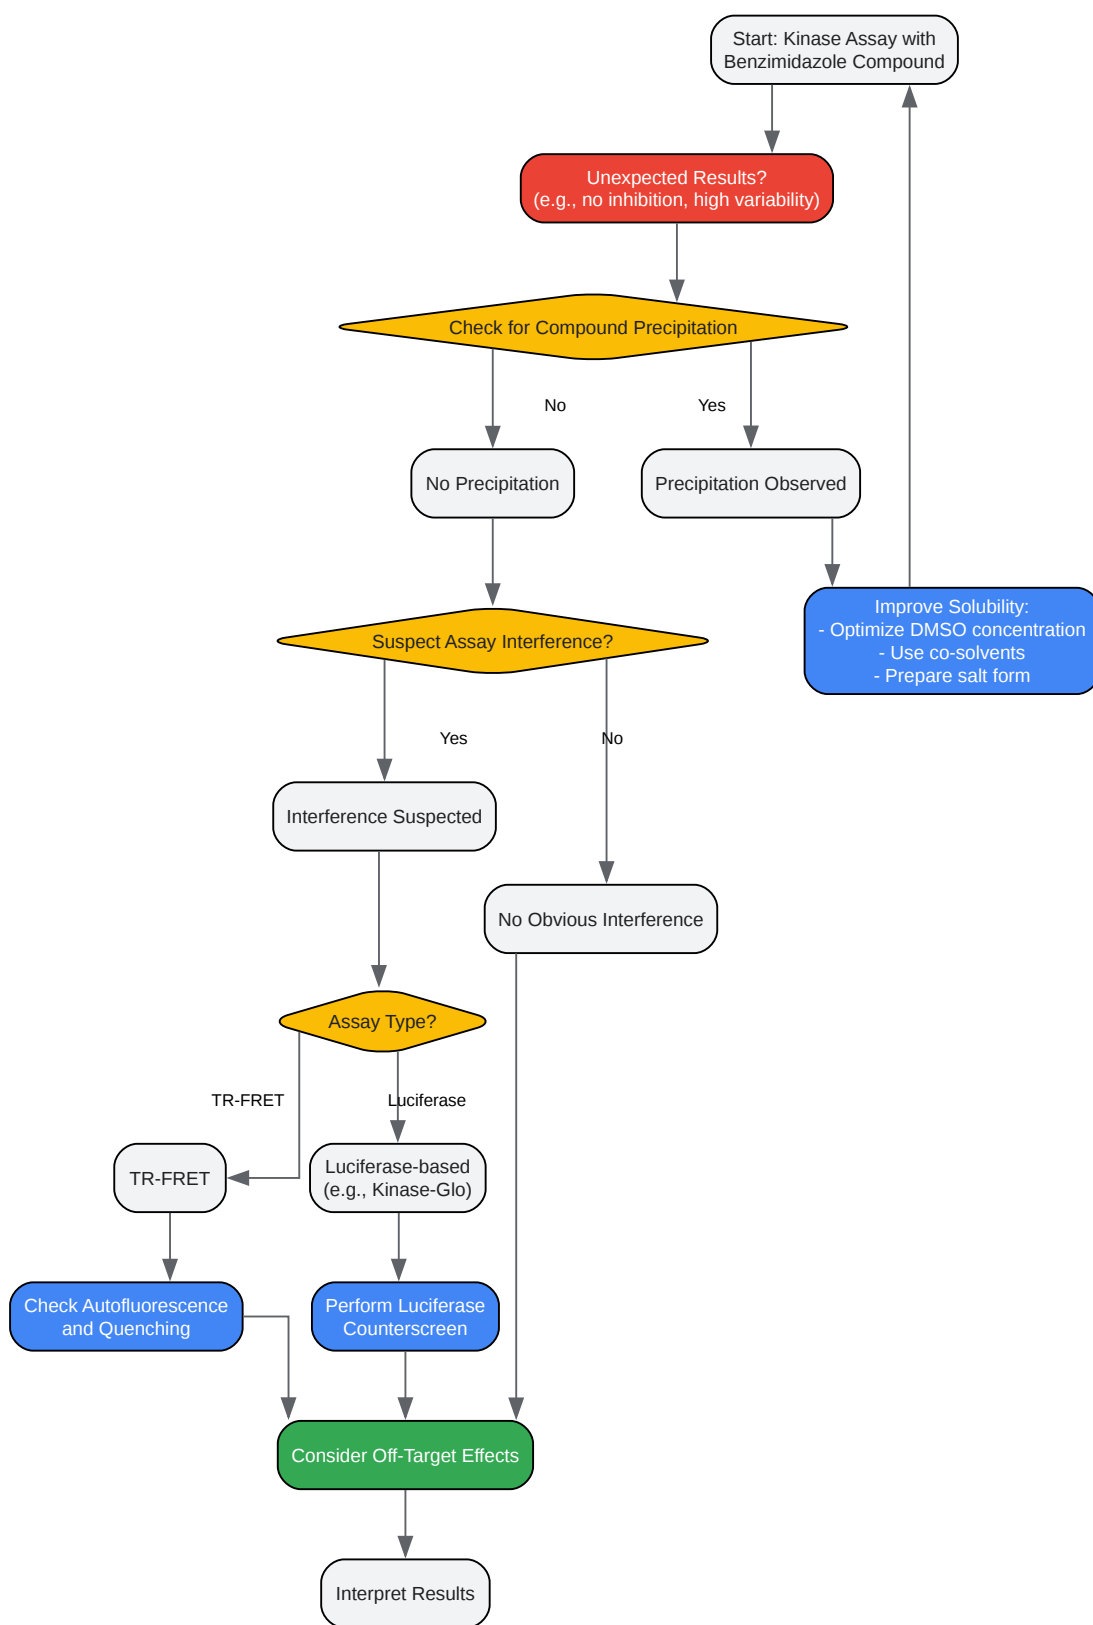 Start: Kinase Assay with
Benzimidazole Compound
Unexpected Results?
(e.g., no inhibition, high variability)
Check for Compound Precipitation
No
Yes
No Precipitation
Precipitation Observed
Improve Solubility:
- Optimize DMSO concentration
- Use co-solvents
- Prepare salt form
Suspect Assay Interference?
Yes
No
Interference Suspected
No Obvious Interference
Assay Type?
TR-FRET
Luciferase
TR-FRET
Luciferase-based
(e.g., Kinase-Glo)
Check Autofluorescence
and Quenching
Perform Luciferase
Counterscreen
Consider Off-Target Effects
Interpret Results